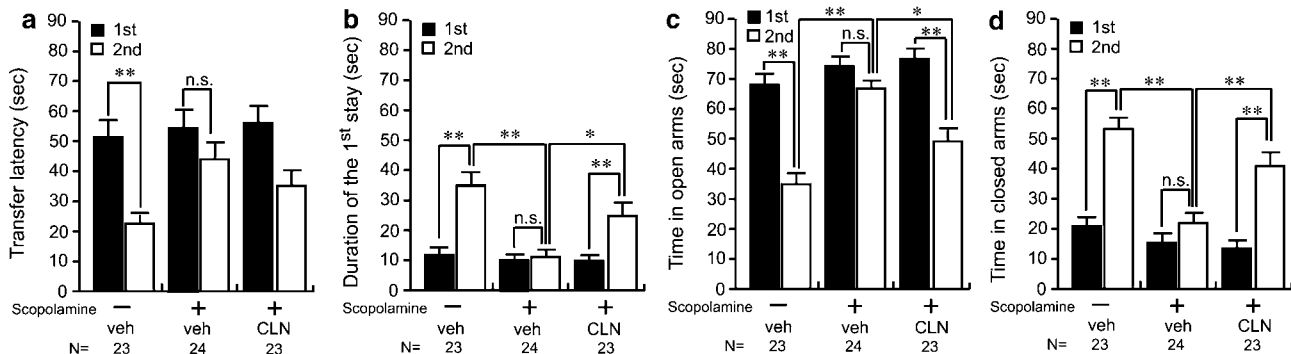 a
Transfer latency (sec)
90
80
70
60
50
40
30
20
10
0
1st
2nd
**
n.s.
Scopolamine − + +
veh veh CLN
N= 23 24 23
b
Duration of the 1st stay (sec)
90
80
70
60
50
40
30
20
10
0
1st
2nd
** ** *
**
n.s.
Scopolamine − + +
veh veh CLN
N= 23 24 23
c
Time in open arms (sec)
90
80
70
60
50
40
30
20
10
0
1st
2nd
** *
** n.s. **
Scopolamine − + +
veh veh CLN
N= 23 24 23
d
Time in closed arms (sec)
90
80
70
60
50
40
30
20
10
0
1st
2nd
** ** **
**
n.s.
Scopolamine − + +
veh veh CLN
N= 23 24 23